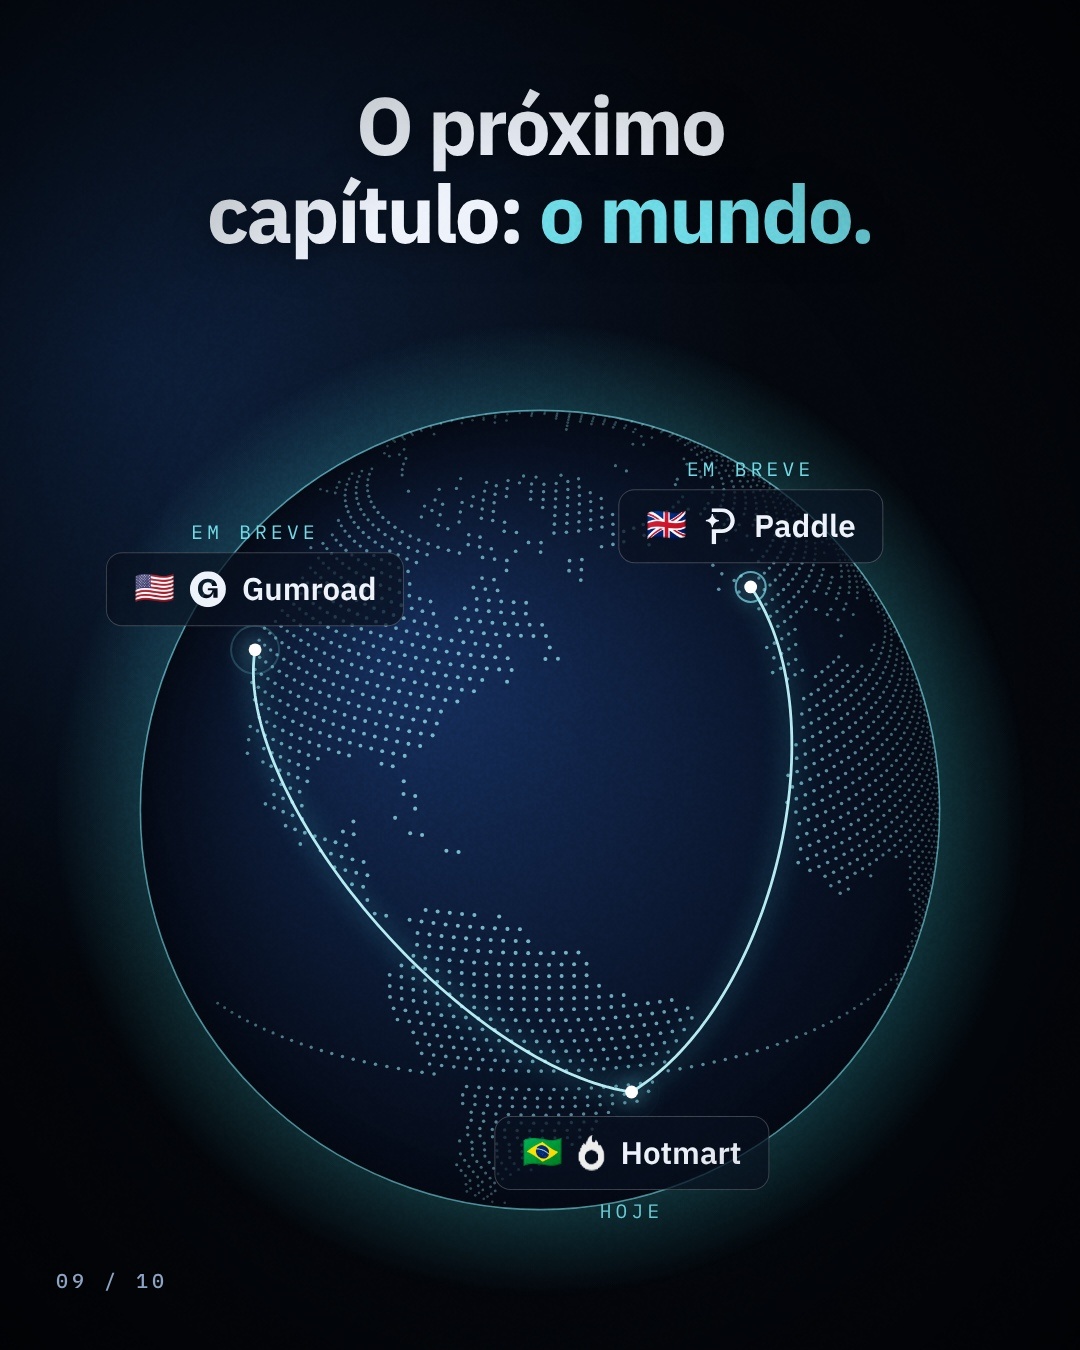 O próximo
capítulo: o mundo.
EM BREVE
Paddle
EM BREVE
G Gumroad
Hotmart
HOJE
09 / 10